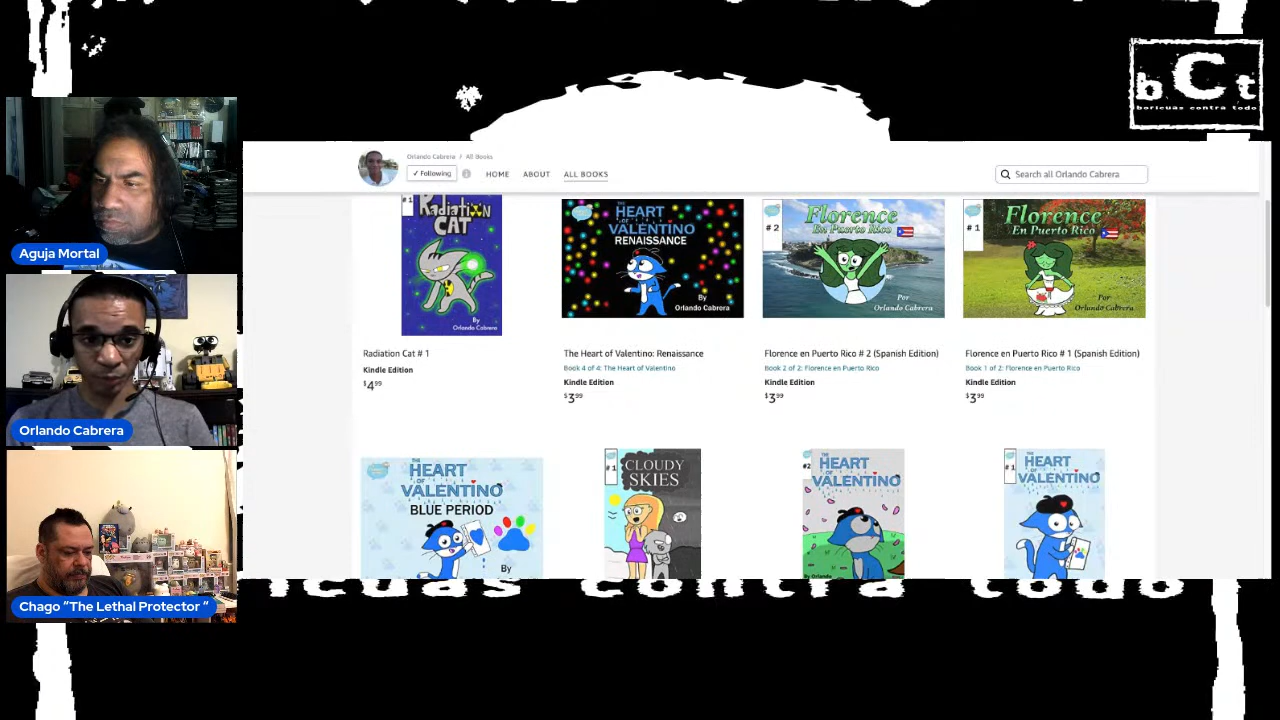 bCt
boricuas contra todo
Aguja Mortal
Orlando Cabrera
Chago “The Lethal Protector “
Orlando Cabrera / All Books
✓ Following
HOME
ABOUT
ALL BOOKS
Search all Orlando Cabrera
# 1
RADIATION
CAT
By
Orlando Cabrera
THE
HEART
OF
VALENTINO
RENAISSANCE
By
Orlando Cabrera
# 2
Florence
En Puerto Rico
Por
Orlando Cabrera
# 1
Florence
En Puerto Rico
Por
Orlando Cabrera
Radiation Cat # 1
Kindle Edition
$4.99
The Heart of Valentino: Renaissance
Book 4 of 4: The Heart of Valentino
Kindle Edition
$3.99
Florence en Puerto Rico # 2 (Spanish Edition)
Book 2 of 2: Florence en Puerto Rico
Kindle Edition
$3.99
Florence en Puerto Rico # 1 (Spanish Edition)
Book 1 of 2: Florence en Puerto Rico
Kindle Edition
$3.99
THE
HEART
OF
VALENTINO
BLUE PERIOD
By
# 1
CLOUDY
SKIES
#2
THE
HEART
OF
VALENTINO
By Orlando
# 1
THE
HEART
OF
VALENTINO
icuas contra todo